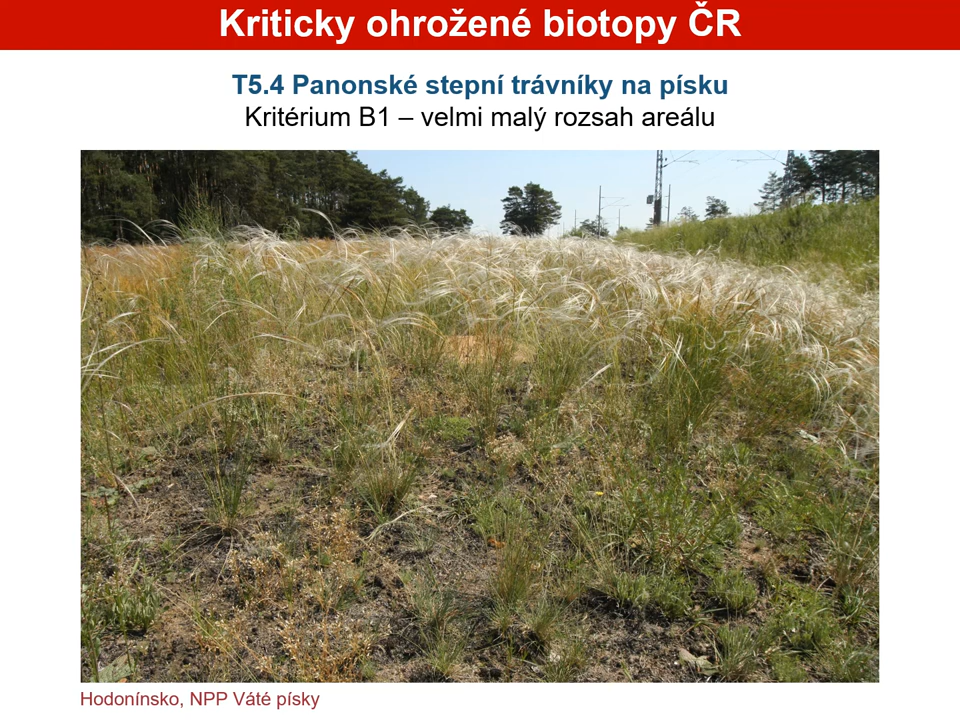 Kriticky ohrožené biotopy ČR
T5.4 Panonské stepní trávníky na písku
Kritérium B1 – velmi malý rozsah areálu
Hodonínsko, NPP Váté písky